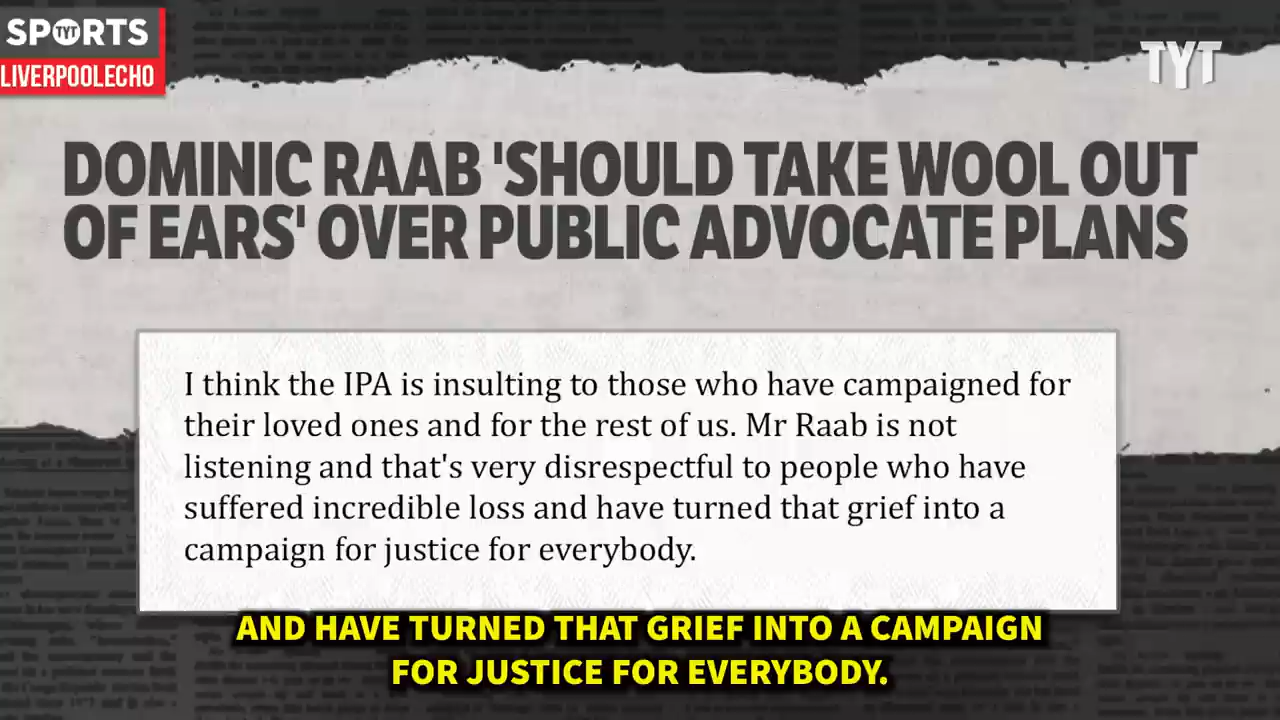 SPORTS
TYT
LIVERPOOLECHO
TYT
DOMINIC RAAB 'SHOULD TAKE WOOL OUT
OF EARS' OVER PUBLIC ADVOCATE PLANS
I think the IPA is insulting to those who have campaigned for
their loved ones and for the rest of us. Mr Raab is not
listening and that's very disrespectful to people who have
suffered incredible loss and have turned that grief into a
campaign for justice for everybody.
AND HAVE TURNED THAT GRIEF INTO A CAMPAIGN
FOR JUSTICE FOR EVERYBODY.